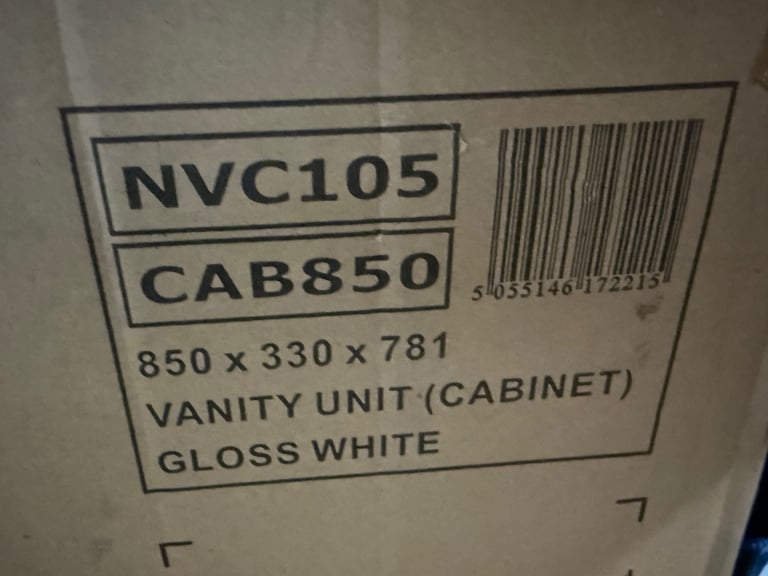 NVC105
CAB850
5 055146 172215
850 x 330 x 781
VANITY UNIT (CABINET)
GLOSS WHITE